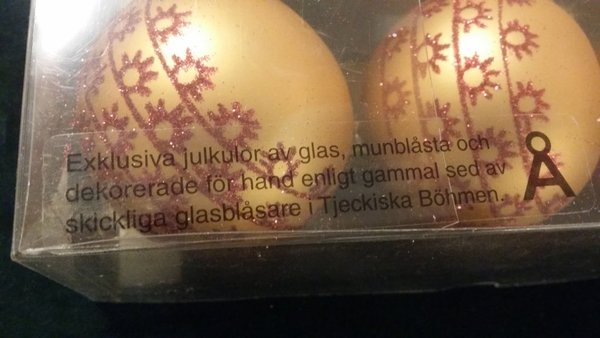 Exklusiva julkulor av glas, munblåsta och
dekorerade för hand enligt gammal sed av
skickliga glasblåsare i Tjeckiska Böhmen.
Å